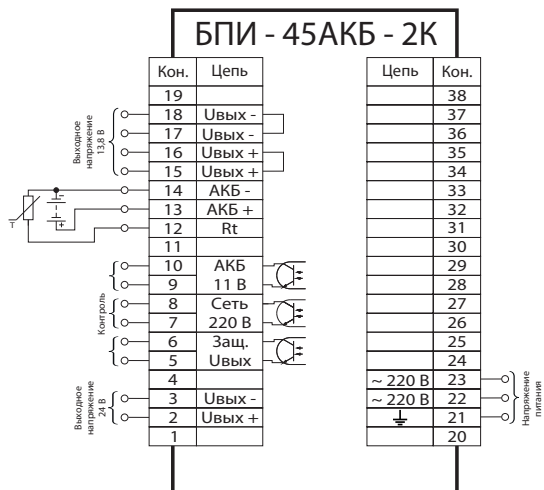 БПИ - 45АКБ - 2К
Кон. Цепь
19
18 Uвых -
17 Uвых -
16 Uвых +
15 Uвых +
14 АКБ -
13 АКБ +
12 Rt
11
10 АКБ
9 11 В
8 Сеть
7 220 В
6 Защ.
5 Uвых
4
3 Uвых -
2 Uвых +
1
Выходное
напряжение
13,8 В
T
-
+
Контроль
Выходное
напряжение
24 В
Цепь Кон.
38
37
36
35
34
33
32
31
30
29
28
27
26
25
24
~ 220 В 23
~ 220 В 22
21
20
Напряжение
питания